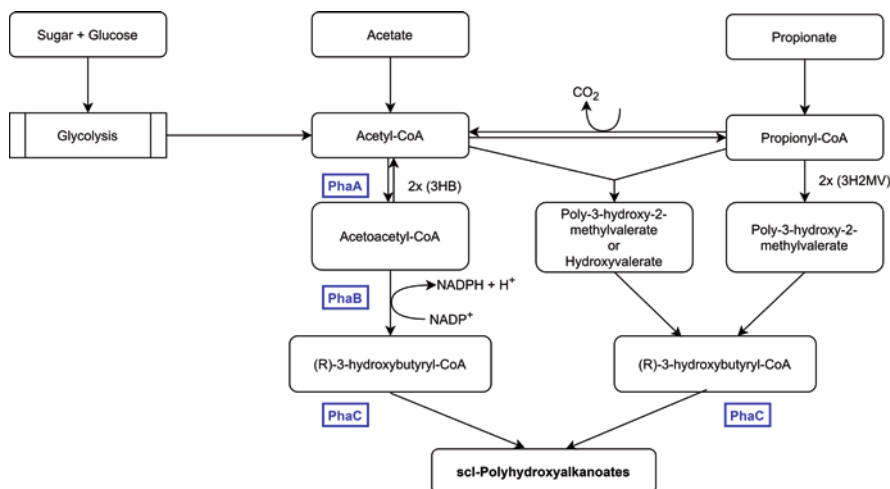 Sugar + Glucose
Acetate
Propionate
CO₂
Glycolysis
Acetyl-CoA
Propionyl-CoA
PhaA
2x (3HB)
2x (3H2MV)
Acetoacetyl-CoA
Poly-3-hydroxy-2-
methylvalerate
or
Hydroxyvalerate
Poly-3-hydroxy-2-
methylvalerate
PhaB
NADPH + H⁺
NADP⁺
(R)-3-hydroxybutyryl-CoA
(R)-3-hydroxybutyryl-CoA
PhaC
PhaC
scl-Polyhydroxyalkanoates